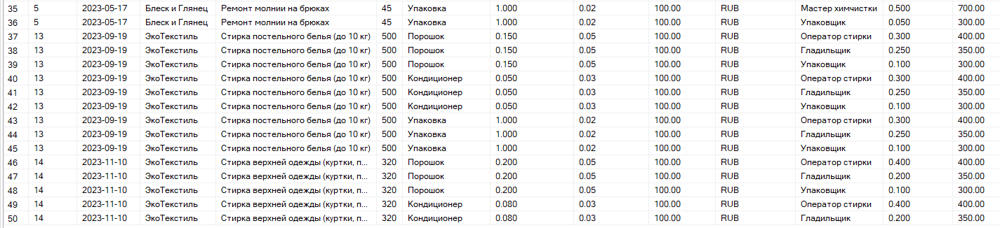 35 5 2023-05-17 Блеск и Глянец Ремонт молнии на брюках 45 Упаковка 1.000 0.02 100.00 RUB Мастер химчистки 0.500 700.00
36 5 2023-05-17 Блеск и Глянец Ремонт молнии на брюках 45 Упаковка 1.000 0.02 100.00 RUB Упаковщик 0.050 300.00
37 13 2023-09-19 ЭкоТекстиль Стирка постельного белья (до 10 кг) 500 Порошок 0.150 0.05 100.00 RUB Оператор стирки 0.300 400.00
38 13 2023-09-19 ЭкоТекстиль Стирка постельного белья (до 10 кг) 500 Порошок 0.150 0.05 100.00 RUB Гладильщик 0.250 350.00
39 13 2023-09-19 ЭкоТекстиль Стирка постельного белья (до 10 кг) 500 Порошок 0.150 0.05 100.00 RUB Упаковщик 0.100 300.00
40 13 2023-09-19 ЭкоТекстиль Стирка постельного белья (до 10 кг) 500 Кондиционер 0.050 0.03 100.00 RUB Оператор стирки 0.300 400.00
41 13 2023-09-19 ЭкоТекстиль Стирка постельного белья (до 10 кг) 500 Кондиционер 0.050 0.03 100.00 RUB Гладильщик 0.250 350.00
42 13 2023-09-19 ЭкоТекстиль Стирка постельного белья (до 10 кг) 500 Кондиционер 0.050 0.03 100.00 RUB Упаковщик 0.100 300.00
43 13 2023-09-19 ЭкоТекстиль Стирка постельного белья (до 10 кг) 500 Упаковка 1.000 0.02 100.00 RUB Оператор стирки 0.300 400.00
44 13 2023-09-19 ЭкоТекстиль Стирка постельного белья (до 10 кг) 500 Упаковка 1.000 0.02 100.00 RUB Гладильщик 0.250 350.00
45 13 2023-09-19 ЭкоТекстиль Стирка постельного белья (до 10 кг) 500 Упаковка 1.000 0.02 100.00 RUB Упаковщик 0.100 300.00
46 14 2023-11-10 ЭкоТекстиль Стирка верхней одежды (куртки, п... 320 Порошок 0.200 0.05 100.00 RUB Оператор стирки 0.400 400.00
47 14 2023-11-10 ЭкоТекстиль Стирка верхней одежды (куртки, п... 320 Порошок 0.200 0.05 100.00 RUB Гладильщик 0.200 350.00
48 14 2023-11-10 ЭкоТекстиль Стирка верхней одежды (куртки, п... 320 Порошок 0.200 0.05 100.00 RUB Упаковщик 0.100 300.00
49 14 2023-11-10 ЭкоТекстиль Стирка верхней одежды (куртки, п... 320 Кондиционер 0.080 0.03 100.00 RUB Оператор стирки 0.400 400.00
50 14 2023-11-10 ЭкоТекстиль Стирка верхней одежды (куртки, п... 320 Кондиционер 0.080 0.03 100.00 RUB Гладильщик 0.200 350.00